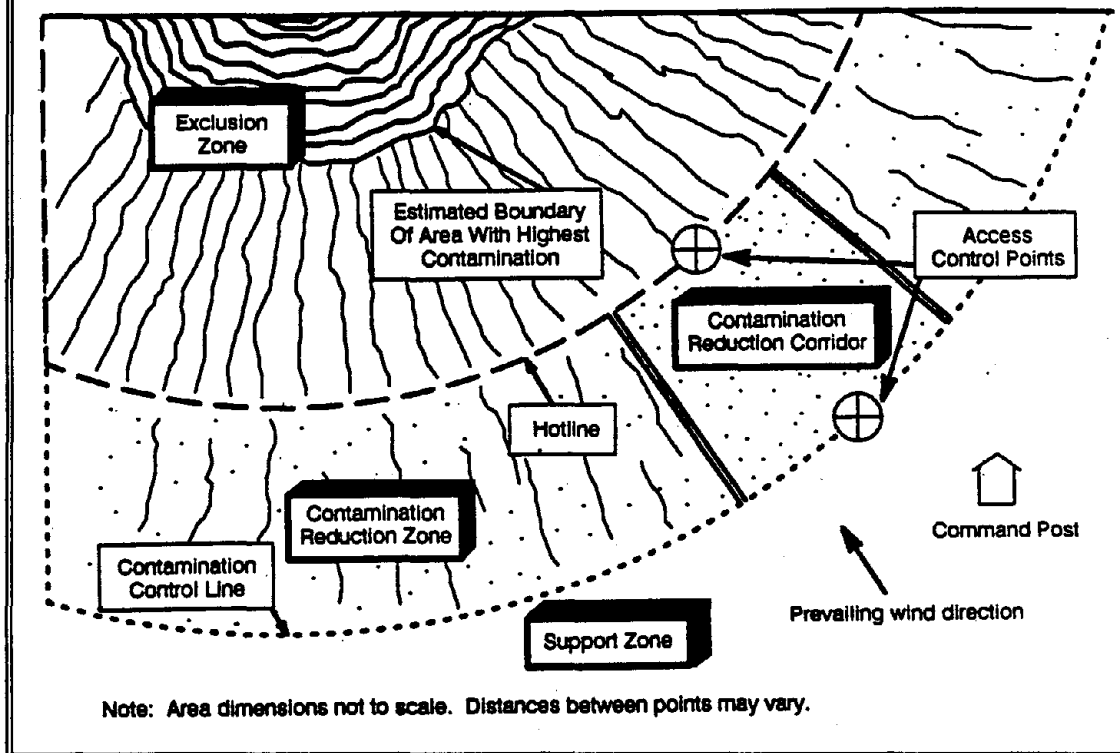 Exclusion
Zone
Estimated Boundary
Of Area With Highest
Contamination
Access
Control Points
Contamination
Reduction Corridor
Hotline
Contamination
Reduction Zone
Command Post
Contamination
Control Line
Prevailing wind direction
Support Zone
Note: Area dimensions not to scale. Distances between points may vary.